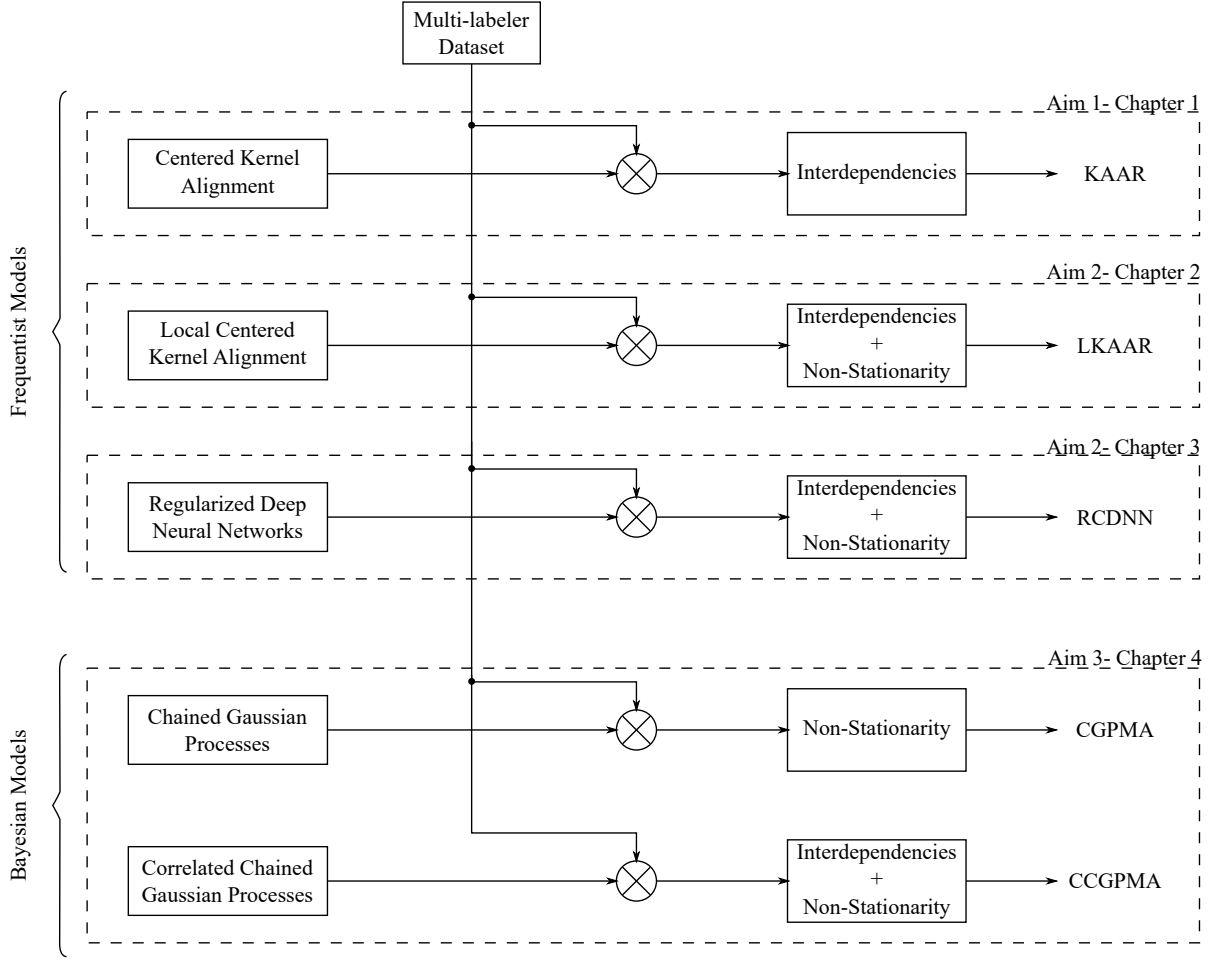 Multi-labeler
Dataset
Frequentist Models
Aim 1- Chapter 1
Centered Kernel
Alignment
Interdependencies
KAAR
Aim 2- Chapter 2
Local Centered
Kernel Alignment
Interdependencies
+
Non-Stationarity
LKAAR
Aim 2- Chapter 3
Regularized Deep
Neural Networks
Interdependencies
+
Non-Stationarity
RCDNN
Bayesian Models
Aim 3- Chapter 4
Chained Gaussian
Processes
Non-Stationarity
CGPMA
Correlated Chained
Gaussian Processes
Interdependencies
+
Non-Stationarity
CCGPMA